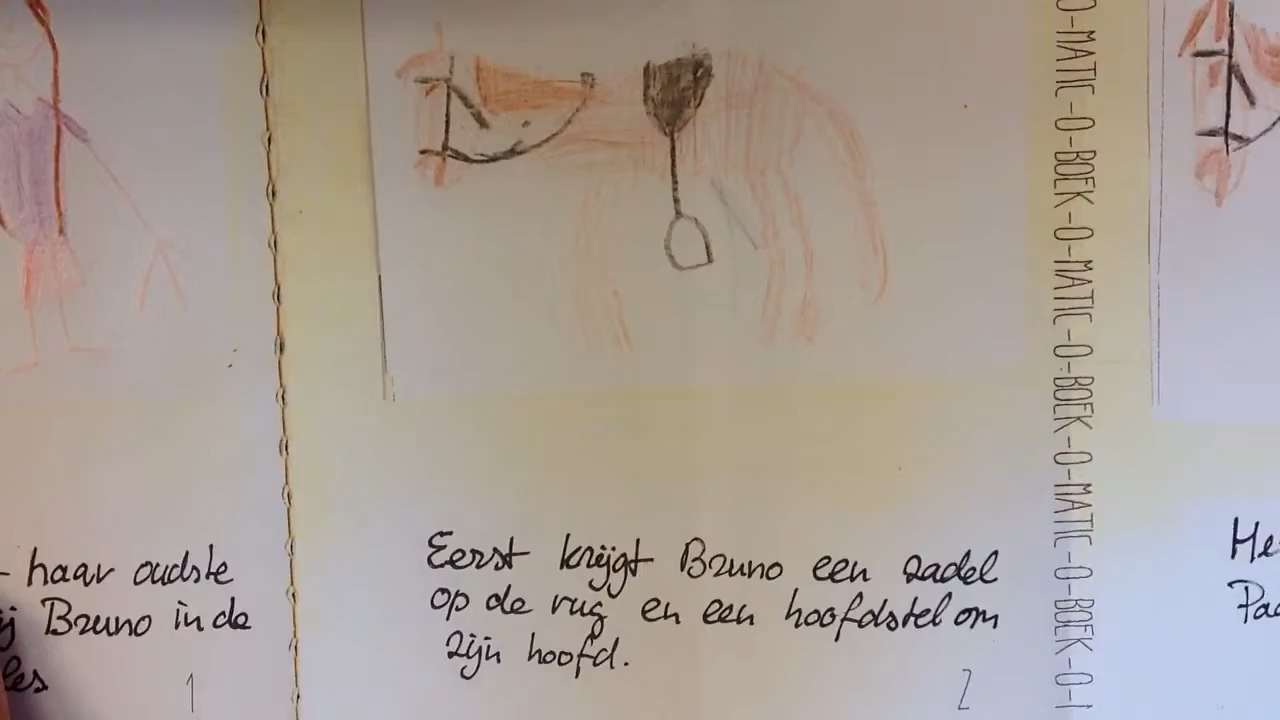 haar oudste
Bruno in de
les
1
Eerst krijgt Bruno een zadel
op de rug en een hoofdstel om
zijn hoofd.
2
O-MATIC-O-BOEK-O-MATIC-O-BOEK-O-MATIC-O-BOEK-O-